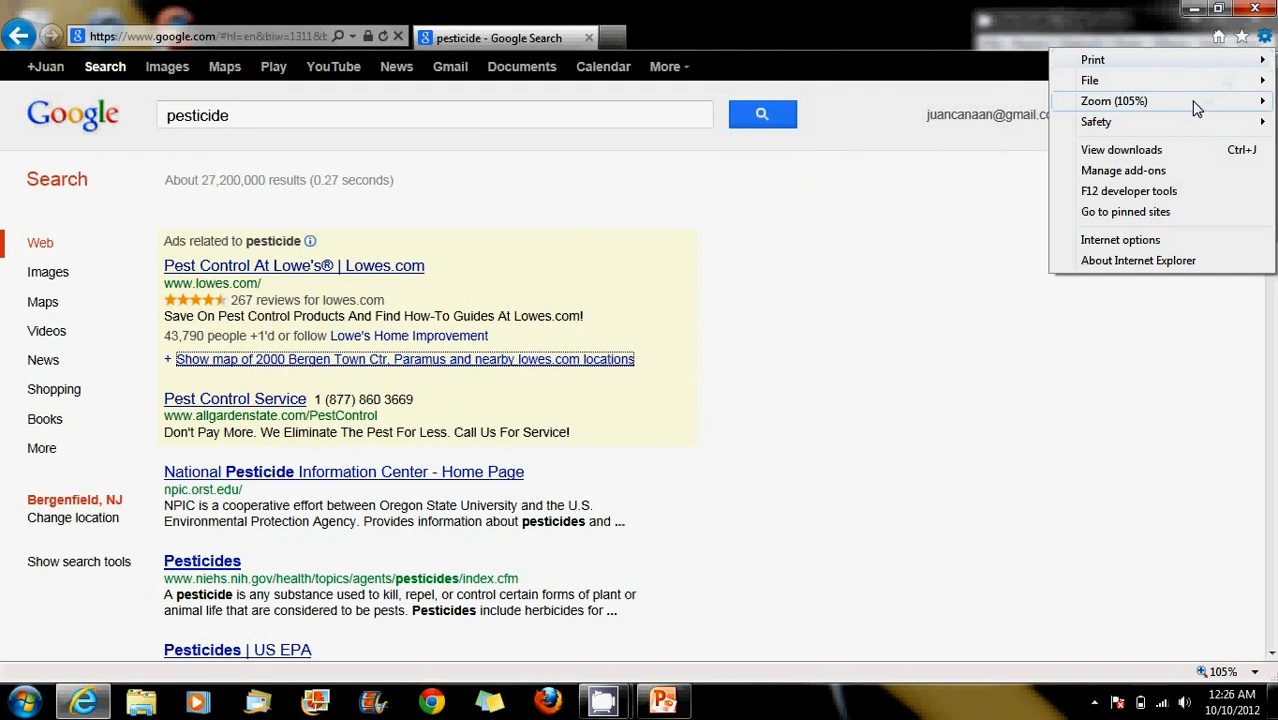 https://www.google.com/#hl=en&biw=1311&b
pesticide - Google Search
+Juan Search Images Maps Play YouTube News Gmail Documents Calendar More
Google
pesticide
juancanaan@gmail.co
Print
File
Zoom (105%)
Safety
View downloads Ctrl+J
Manage add-ons
F12 developer tools
Go to pinned sites
Internet options
About Internet Explorer
Search
About 27,200,000 results (0.27 seconds)
Web
Images
Maps
Videos
News
Shopping
Books
More
Bergenfield, NJ
Change location
Show search tools
Ads related to pesticide
Pest Control At Lowe's® | Lowes.com
www.lowes.com/
267 reviews for lowes.com
Save On Pest Control Products And Find How-To Guides At Lowes.com!
43,790 people +1'd or follow Lowe's Home Improvement
+ Show map of 2000 Bergen Town Ctr, Paramus and nearby lowes.com locations
Pest Control Service 1 (877) 860 3669
www.allgardenstate.com/PestControl
Don't Pay More. We Eliminate The Pest For Less. Call Us For Service!
National Pesticide Information Center - Home Page
npic.orst.edu/
NPIC is a cooperative effort between Oregon State University and the U.S.
Environmental Protection Agency. Provides information about pesticides and ...
Pesticides
www.niehs.nih.gov/health/topics/agents/pesticides/index.cfm
A pesticide is any substance used to kill, repel, or control certain forms of plant or
animal life that are considered to be pests. Pesticides include herbicides for ...
Pesticides | US EPA
105%
12:26 AM
10/10/2012